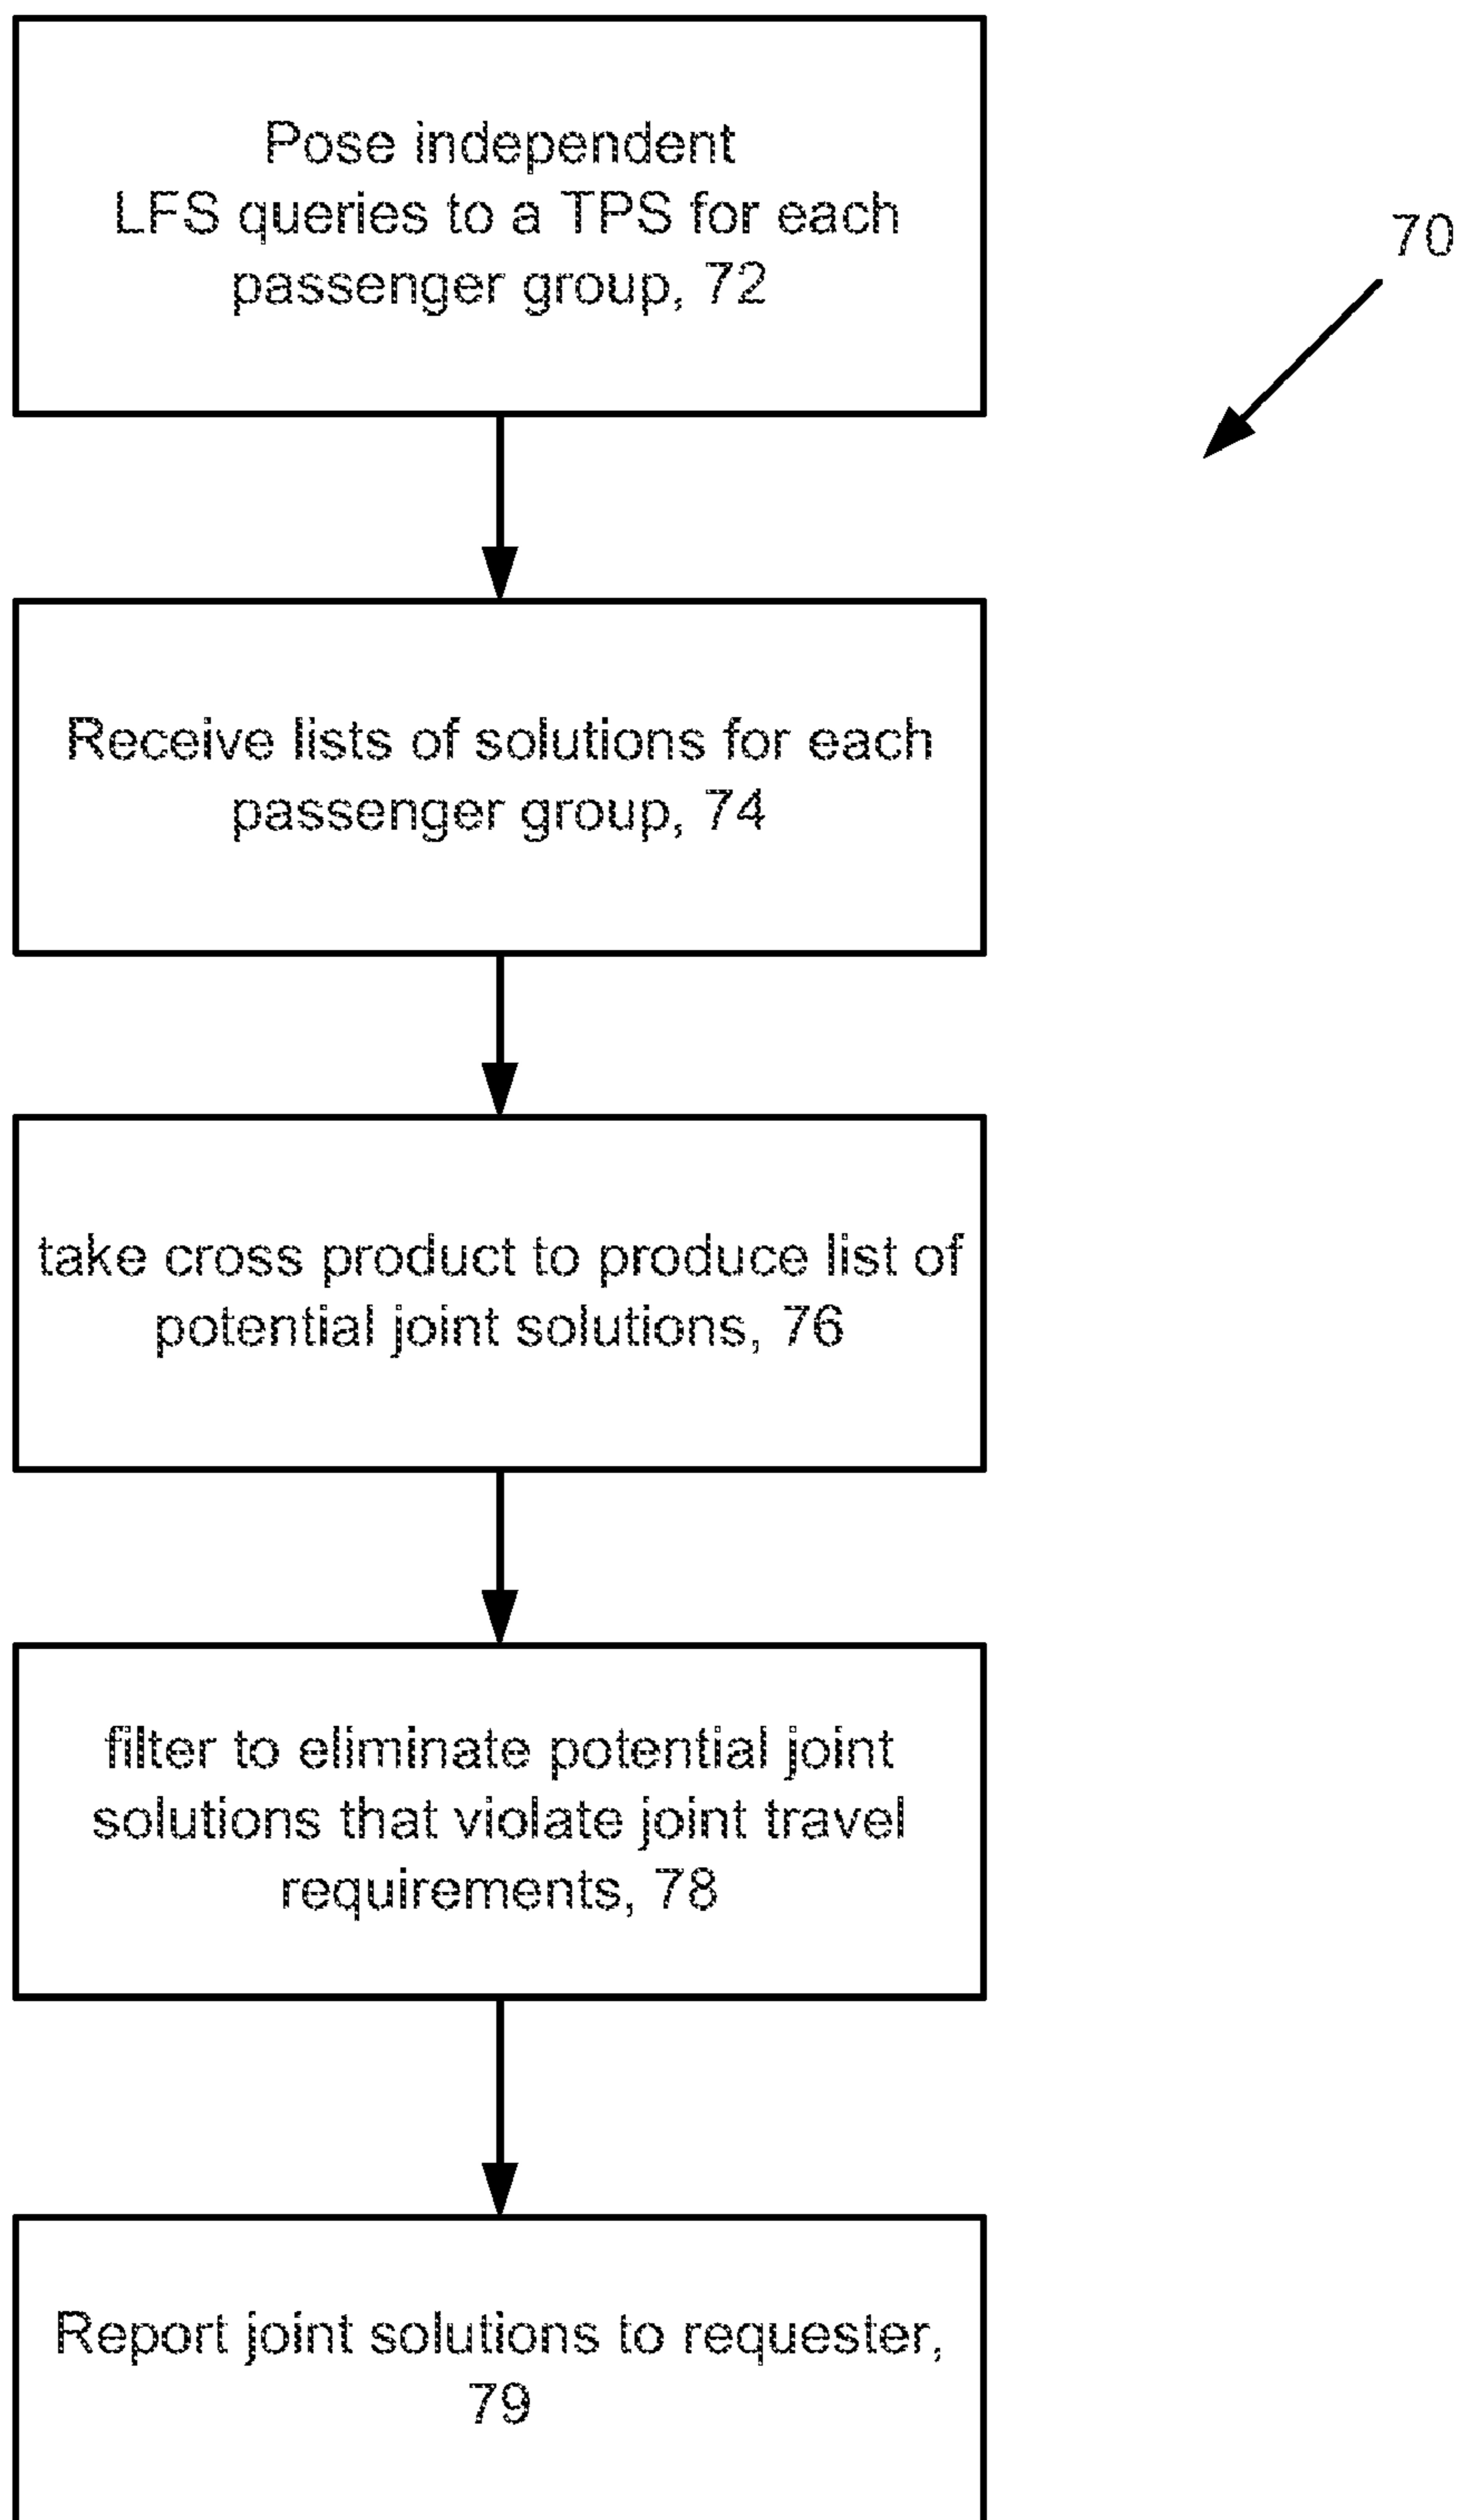 Pose independent
LFS queries to a TPS for each
passenger group, 72
70
Receive lists of solutions for each
passenger group, 74
take cross product to produce list of
potential joint solutions, 76
filter to eliminate potential joint
solutions that violate joint travel
requirements, 78
Report joint solutions to requester,
79